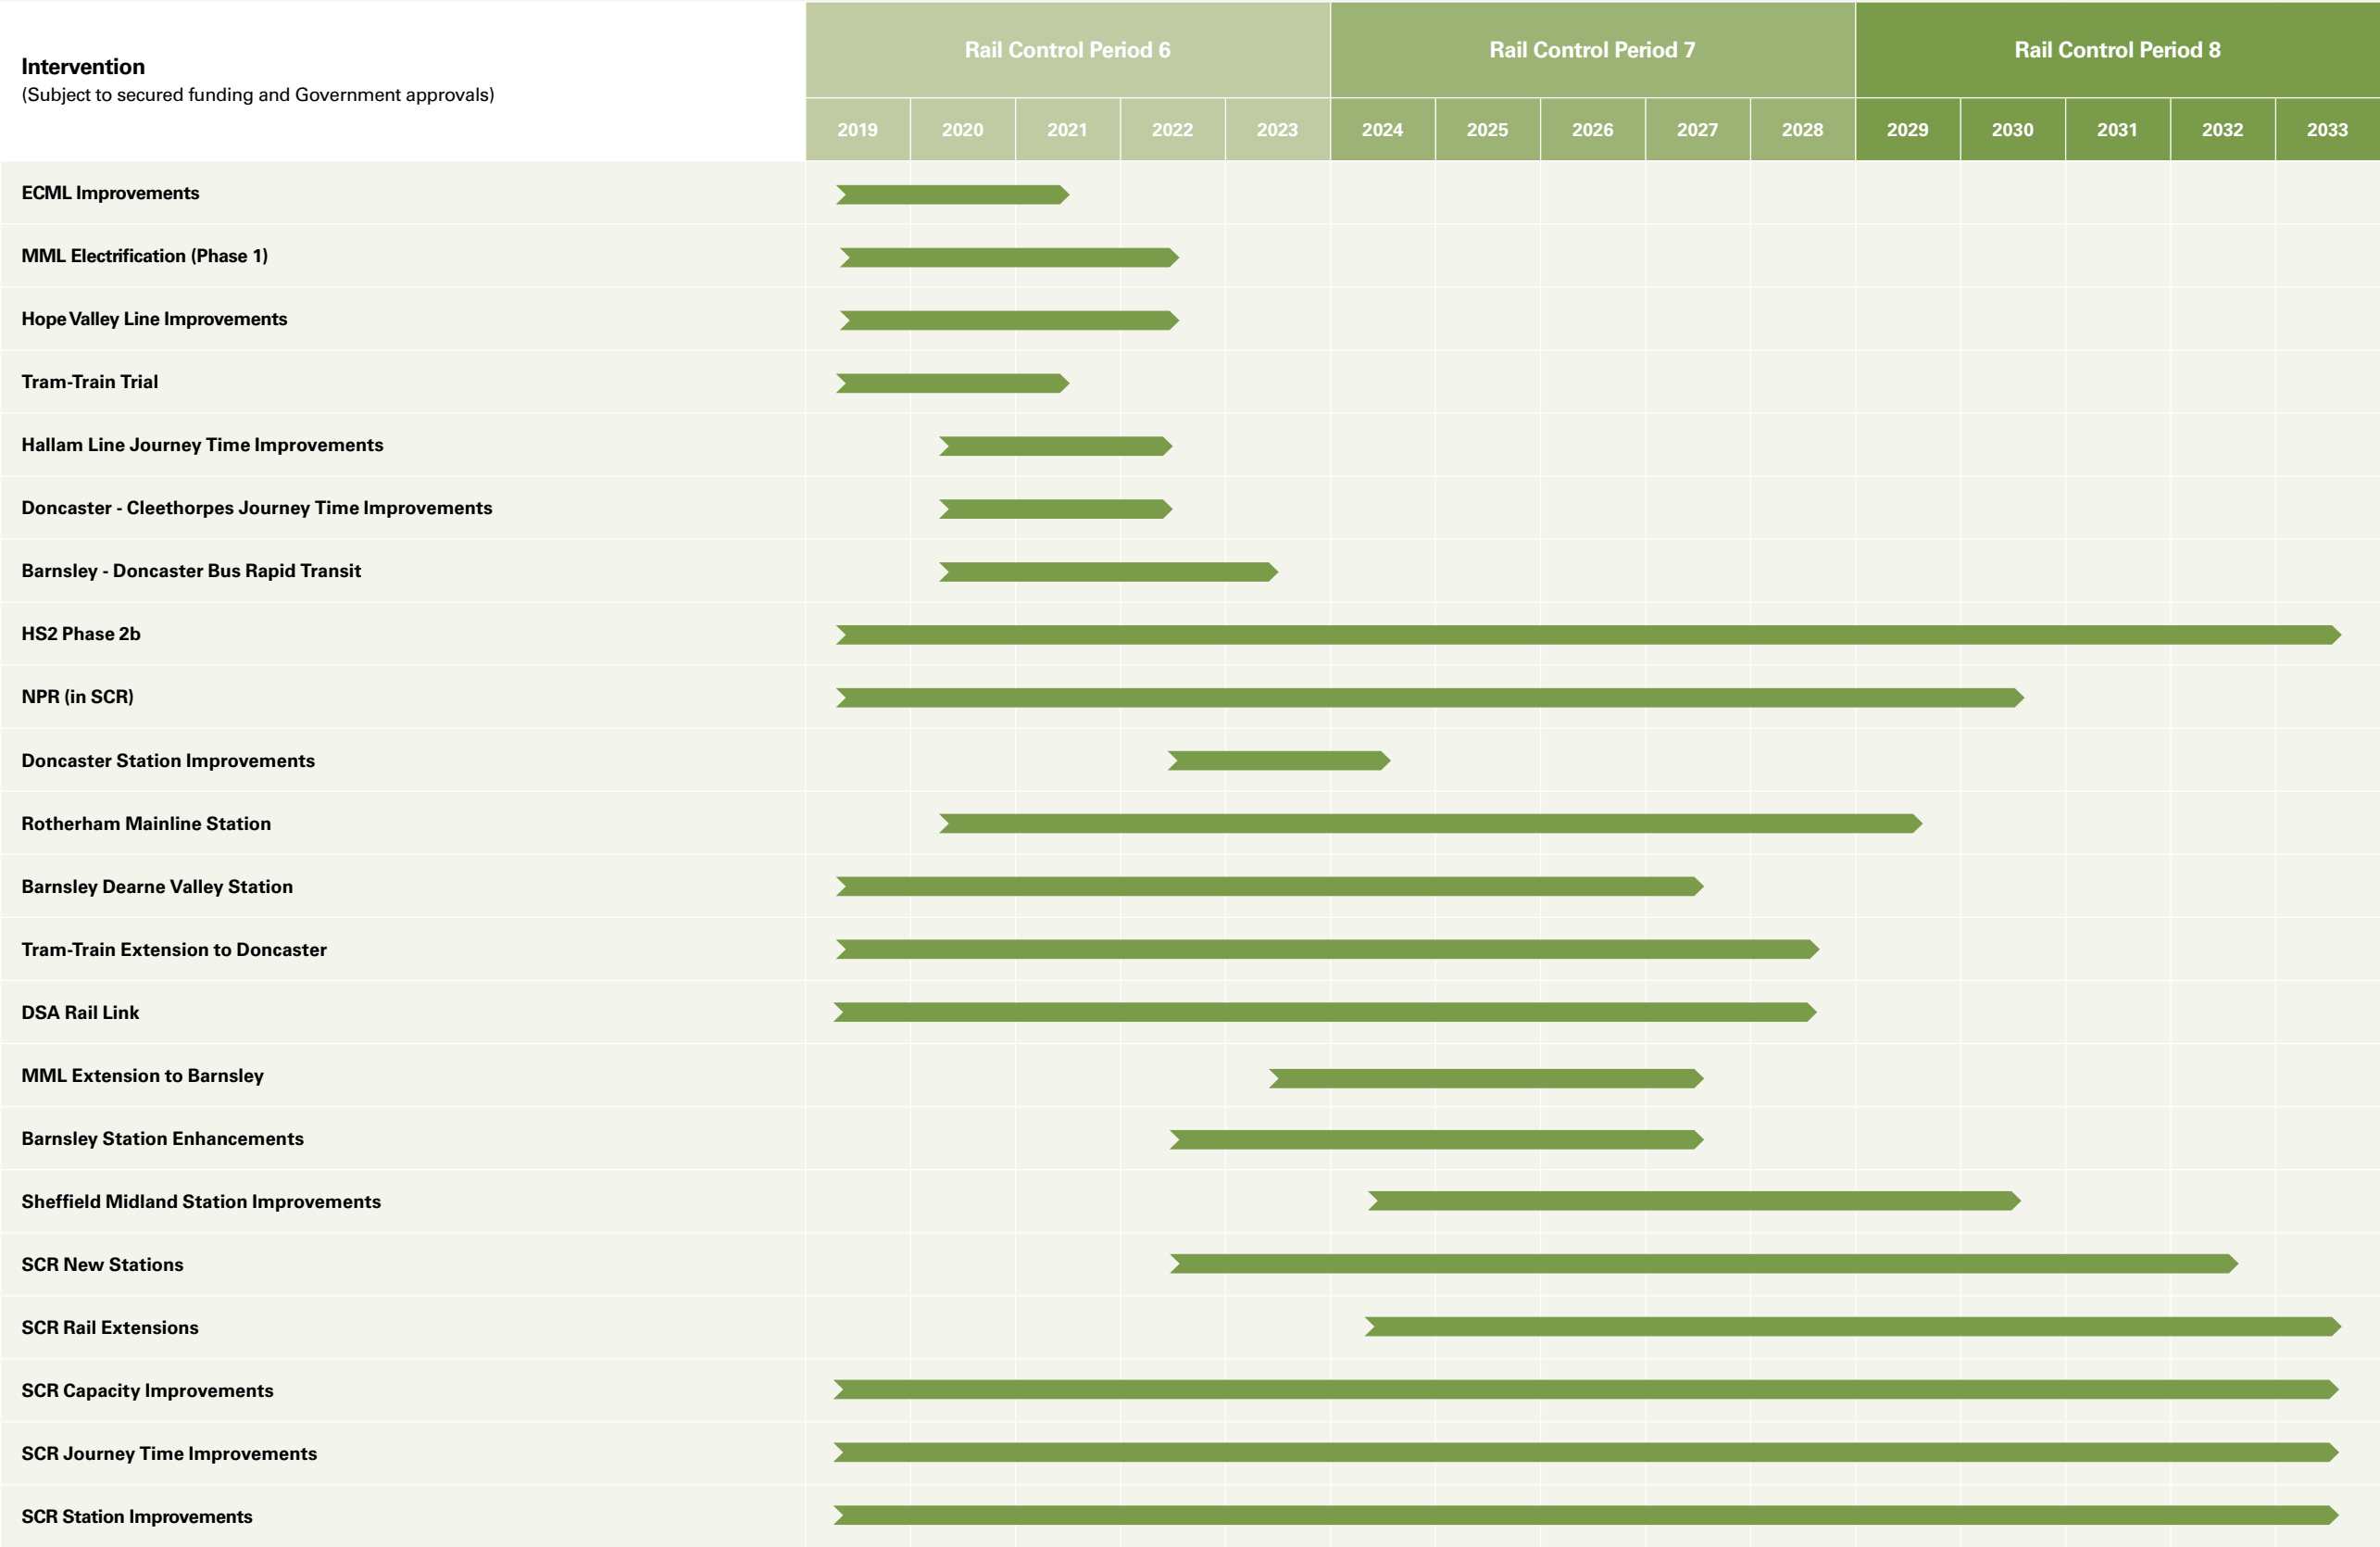 Intervention
(Subject to secured funding and Government approvals)
Rail Control Period 6
Rail Control Period 7
Rail Control Period 8
2019 2020 2021 2022 2023 2024 2025 2026 2027 2028 2029 2030 2031 2032 2033
ECML Improvements
MML Electrification (Phase 1)
Hope Valley Line Improvements
Tram-Train Trial
Hallam Line Journey Time Improvements
Doncaster - Cleethorpes Journey Time Improvements
Barnsley - Doncaster Bus Rapid Transit
HS2 Phase 2b
NPR (in SCR)
Doncaster Station Improvements
Rotherham Mainline Station
Barnsley Dearne Valley Station
Tram-Train Extension to Doncaster
DSA Rail Link
MML Extension to Barnsley
Barnsley Station Enhancements
Sheffield Midland Station Improvements
SCR New Stations
SCR Rail Extensions
SCR Capacity Improvements
SCR Journey Time Improvements
SCR Station Improvements